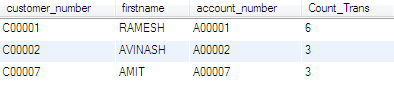 customer_number firstname account_number Count_Trans
C00001 RAMESH A00001 6
C00002 AVINASH A00002 3
C00007 AMIT A00007 3